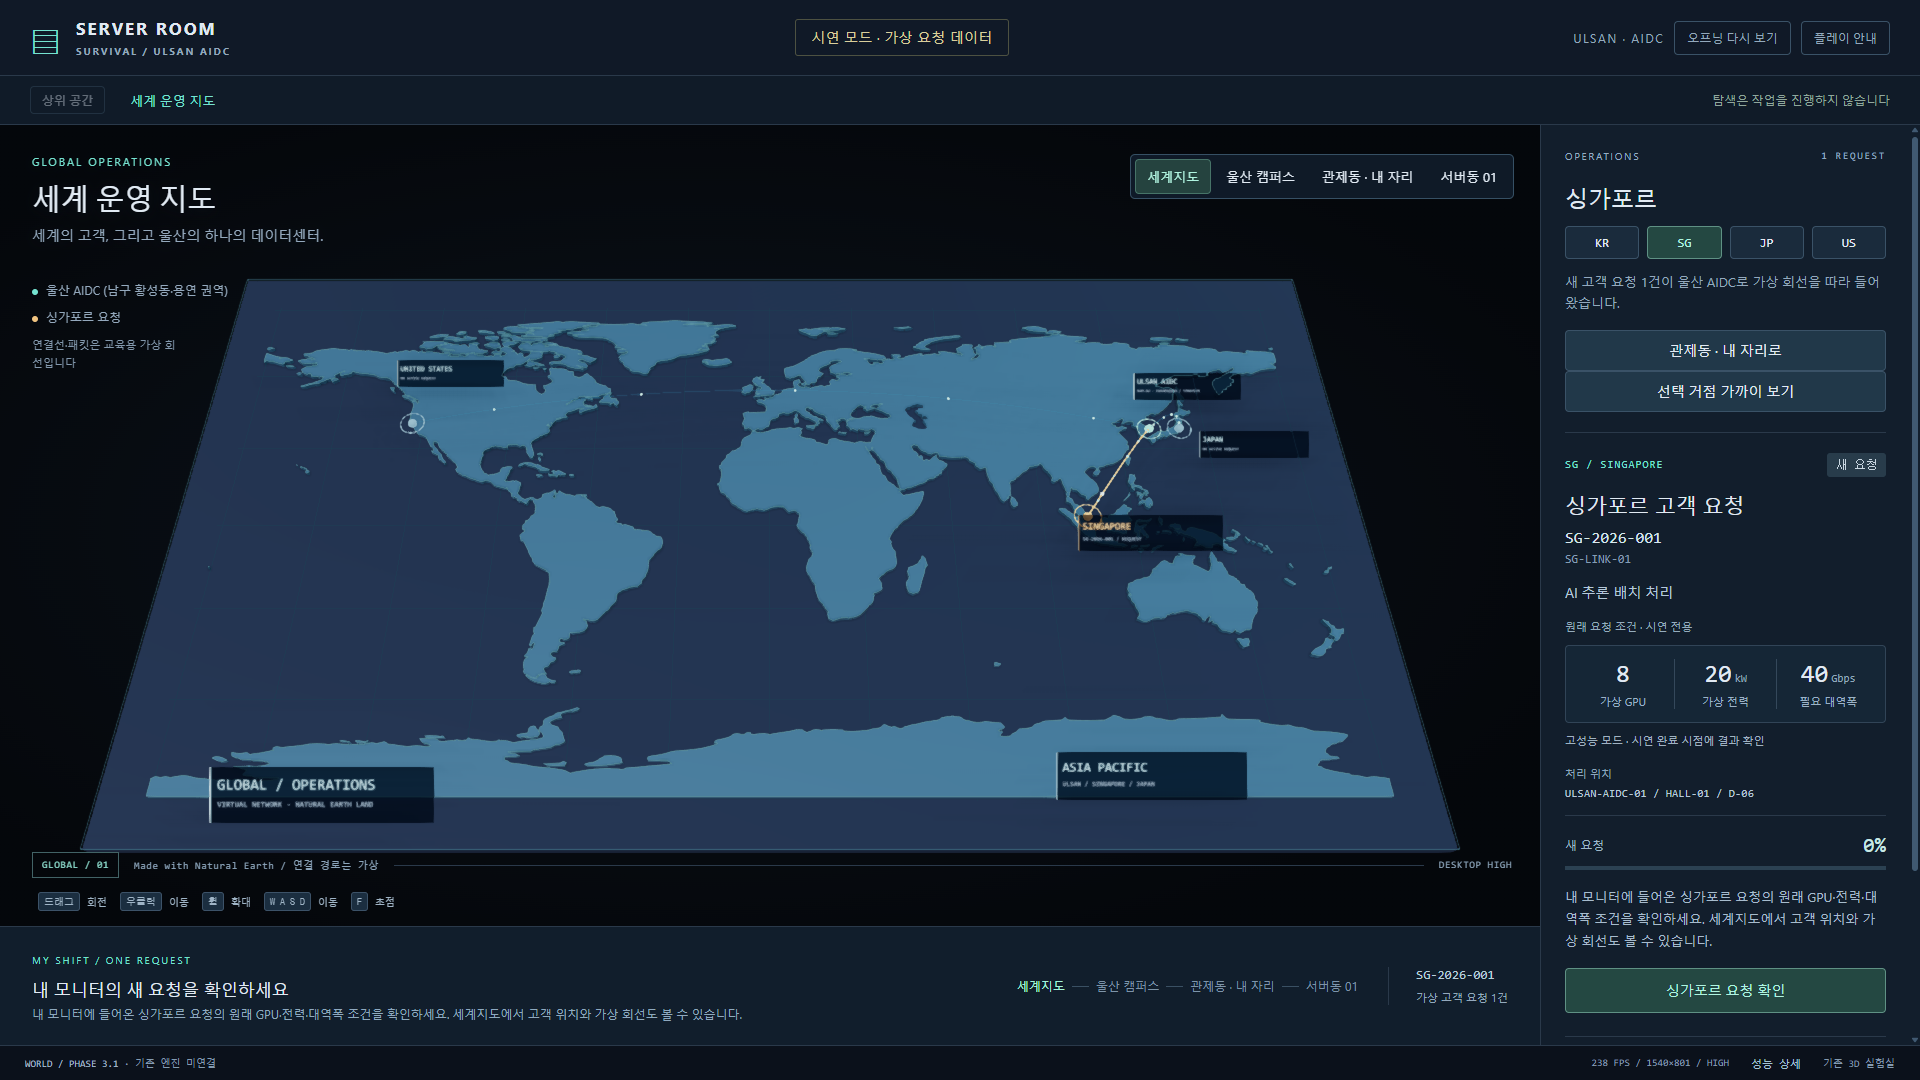 SERVER ROOM
SURVIVAL / ULSAN AIDC
시연 모드 · 가상 요청 데이터
ULSAN · AIDC
오프닝 다시 보기
플레이 안내
상위 공간
세계 운영 지도
탐색은 작업을 진행하지 않습니다
GLOBAL OPERATIONS
세계 운영 지도
세계의 고객, 그리고 울산의 하나의 데이터센터.
세계지도
울산 캠퍼스
관제동 · 내 자리
서버동 01
울산 AIDC (남구 황성동·용연 권역)
싱가포르 요청
연결선·패킷은 교육용 가상 회
선입니다
UNITED STATES
ULSAN AIDC
JAPAN
SINGAPORE
SG-2026-001 / REQUEST
GLOBAL / OPERATIONS
VIRTUAL NETWORK - NATURAL EARTH LAND
ASIA PACIFIC
ULSAN / SINGAPORE / JAPAN
GLOBAL / 01
Made with Natural Earth / 연결 경로는 가상
DESKTOP HIGH
드래그 회전
우클릭 이동
휠 확대
W A S D 이동
F 초점
MY SHIFT / ONE REQUEST
내 모니터의 새 요청을 확인하세요
내 모니터에 들어온 싱가포르 요청의 원래 GPU·전력·대역폭 조건을 확인하세요. 세계지도에서 고객 위치와 가상 회선도 볼 수 있습니다.
세계지도 — 울산 캠퍼스 — 관제동 · 내 자리 — 서버동 01
SG-2026-001
가상 고객 요청 1건
OPERATIONS
1 REQUEST
싱가포르
KR
SG
JP
US
새 고객 요청 1건이 울산 AIDC로 가상 회선을 따라 들어
왔습니다.
관제동 · 내 자리로
선택 거점 가까이 보기
SG / SINGAPORE
새 요청
싱가포르 고객 요청
SG-2026-001
SG-LINK-01
AI 추론 배치 처리
원래 요청 조건 · 시연 전용
8
가상 GPU
20 kW
가상 전력
40 Gbps
필요 대역폭
고성능 모드 · 시연 완료 시점에 결과 확인
처리 위치
ULSAN-AIDC-01 / HALL-01 / D-06
새 요청
0%
내 모니터에 들어온 싱가포르 요청의 원래 GPU·전력·대
역폭 조건을 확인하세요. 세계지도에서 고객 위치와 가
상 회선도 볼 수 있습니다.
싱가포르 요청 확인
WORLD / PHASE 3.1 · 기존 엔진 미연결
238 FPS / 1540×801 / HIGH
성능 상세
기존 3D 실험실